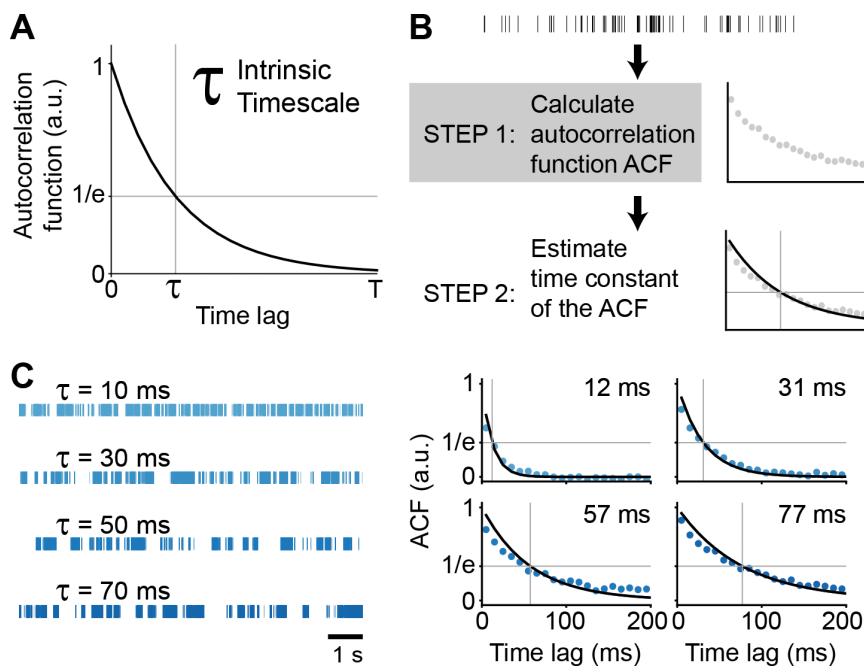 A
Autocorrelation
function (a.u.)
1
1/e
0
τ Intrinsic
Timescale
0
τ
T
Time lag
B
STEP 1:
Calculate
autocorrelation
function ACF
STEP 2:
Estimate
time constant
of the ACF
C
τ = 10 ms
τ = 30 ms
τ = 50 ms
τ = 70 ms
1 s
ACF (a.u.)
1
1/e
0
12 ms
31 ms
1
1/e
0
57 ms
77 ms
0 100 200
Time lag (ms)
0 100 200
Time lag (ms)